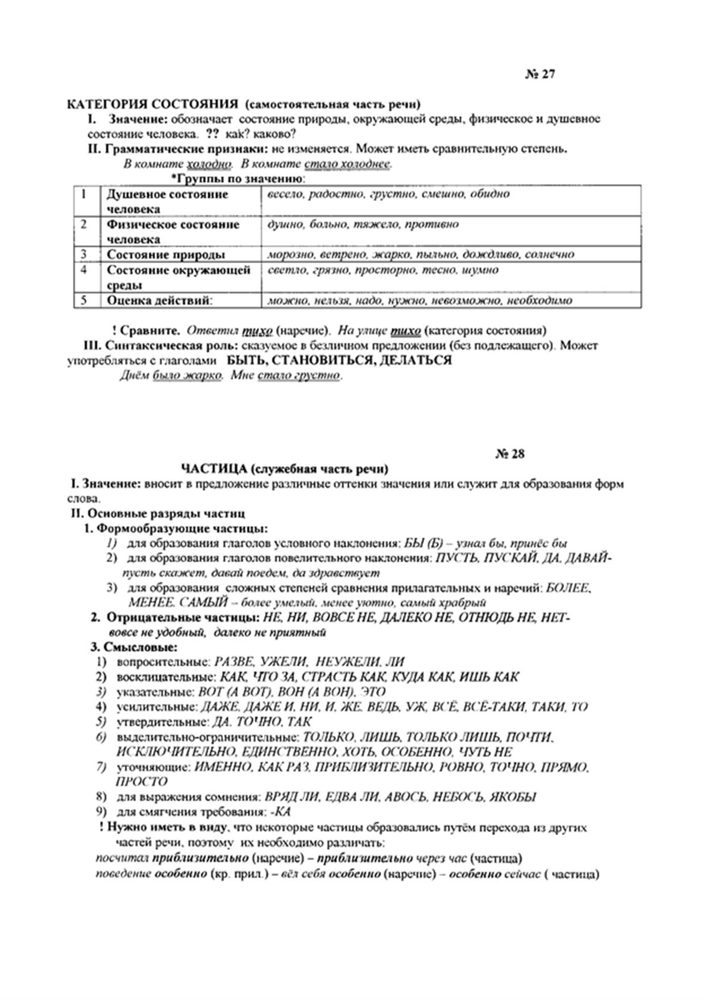 № 27
КАТЕГОРИЯ СОСТОЯНИЯ (самостоятельная часть речи)
I. Значение: обозначает состояние природы, окружающей среды, физическое и душевное
состояние человека. ?? как? каково?
II. Грамматические признаки: не изменяется. Может иметь сравнительную степень.
В комнате холодно. В комнате стало холоднее.
*Группы по значению:
1 Душевное состояние человека весело, радостно, грустно, смешно, обидно
2 Физическое состояние человека душно, больно, тяжело, противно
3 Состояние природы морозно, ветрено, жарко, пыльно, дождливо, солнечно
4 Состояние окружающей среды светло, грязно, просторно, тесно, шумно
5 Оценка действий: можно, нельзя, надо, нужно, невозможно, необходимо
! Сравните. Ответил тихо (наречие). На улице тихо (категория состояния)
III. Синтаксическая роль: сказуемое в безличном предложении (без подлежащего). Может
употребляться с глаголами БЫТЬ, СТАНОВИТЬСЯ, ДЕЛАТЬСЯ
Днём было жарко. Мне стало грустно.
№ 28
ЧАСТИЦА (служебная часть речи)
I. Значение: вносит в предложение различные оттенки значения или служит для образования форм
слова.
II. Основные разряды частиц
1. Формообразующие частицы:
1) для образования глаголов условного наклонения: БЫ (Б) – узнал бы, принёс бы
2) для образования глаголов повелительного наклонения: ПУСТЬ, ПУСКАЙ, ДА, ДАВАЙ-
пусть скажет, давай поедем, да здравствует
3) для образования сложных степеней сравнения прилагательных и наречий: БОЛЕЕ,
МЕНЕЕ, САМЫЙ – более умелый, менее уютно, самый храбрый
2. Отрицательные частицы: НЕ, НИ, ВОВСЕ НЕ, ДАЛЕКО НЕ, ОТНЮДЬ НЕ, НЕТ-
вовсе не удобный, далеко не приятный
3. Смысловые:
1) вопросительные: РАЗВЕ, УЖЕЛИ, НЕУЖЕЛИ, ЛИ
2) восклицательные: КАК, ЧТО ЗА, СТРАСТЬ КАК, КУДА КАК, ИШЬ КАК
3) указательные: ВОТ (А ВОТ), ВОН (А ВОН), ЭТО
4) усилительные: ДАЖЕ, ДАЖЕ И, НИ, И, ЖЕ, ВЕДЬ, УЖ, ВСЁ, ВСЁ-ТАКИ, ТАКИ, ТО
5) утвердительные: ДА, ТОЧНО, ТАК
6) выделительно-ограничительные: ТОЛЬКО, ЛИШЬ, ТОЛЬКО ЛИШЬ, ПОЧТИ,
ИСКЛЮЧИТЕЛЬНО, ЕДИНСТВЕННО, ХОТЬ, ОСОБЕННО, ЧУТЬ НЕ
7) уточняющие: ИМЕННО, КАК РАЗ, ПРИБЛИЗИТЕЛЬНО, РОВНО, ТОЧНО, ПРЯМО,
ПРОСТО
8) для выражения сомнения: ВРЯД ЛИ, ЕДВА ЛИ, АВОСЬ, НЕБОСЬ, ЯКОБЫ
9) для смягчения требования: -КА
! Нужно иметь в виду, что некоторые частицы образовались путём перехода из других
частей речи, поэтому их необходимо различать:
посчитал приблизительно (наречие) – приблизительно через час (частица)
поведение особенно (кр. прил.) – вёл себя особенно (наречие) – особенно сейчас ( частица)